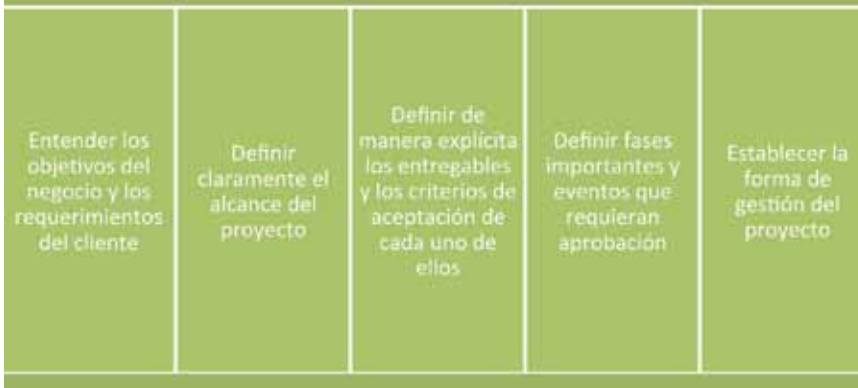 Entender los
objetivos del
negocio y los
requerimientos
del cliente
Definir
claramente el
alcance del
proyecto
Definir de
manera explícita
los entregables
y los criterios de
aceptación de
cada uno de
ellos
Definir fases
importantes y
eventos que
requieran
aprobación
Establecer la
forma de
gestión del
proyecto